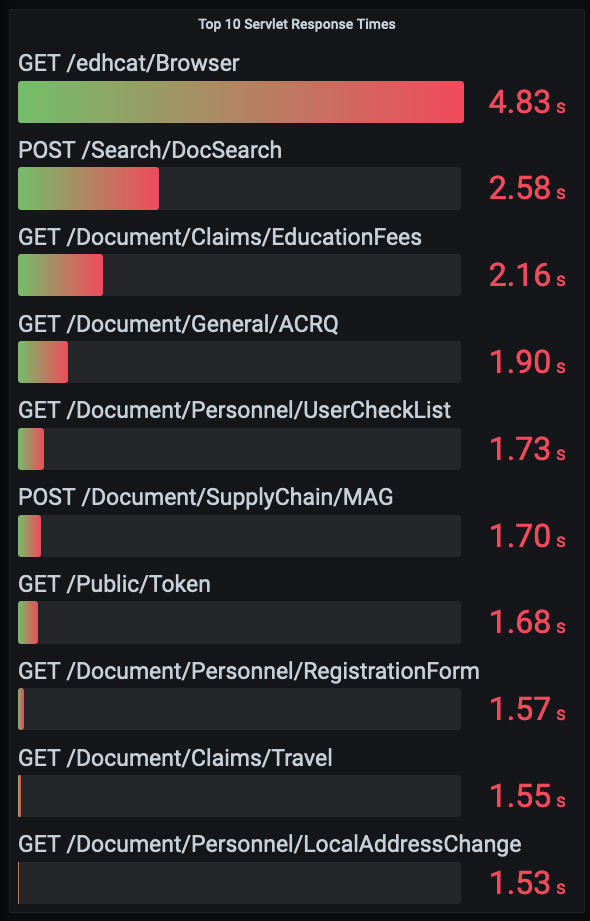 Top 10 Servlet Response Times
GET /edhcat/Browser
4.83 s
POST /Search/DocSearch
2.58 s
GET /Document/Claims/EducationFees
2.16 s
GET /Document/General/ACRQ
1.90 s
GET /Document/Personnel/UserCheckList
1.73 s
POST /Document/SupplyChain/MAG
1.70 s
GET /Public/Token
1.68 s
GET /Document/Personnel/RegistrationForm
1.57 s
GET /Document/Claims/Travel
1.55 s
GET /Document/Personnel/LocalAddressChange
1.53 s